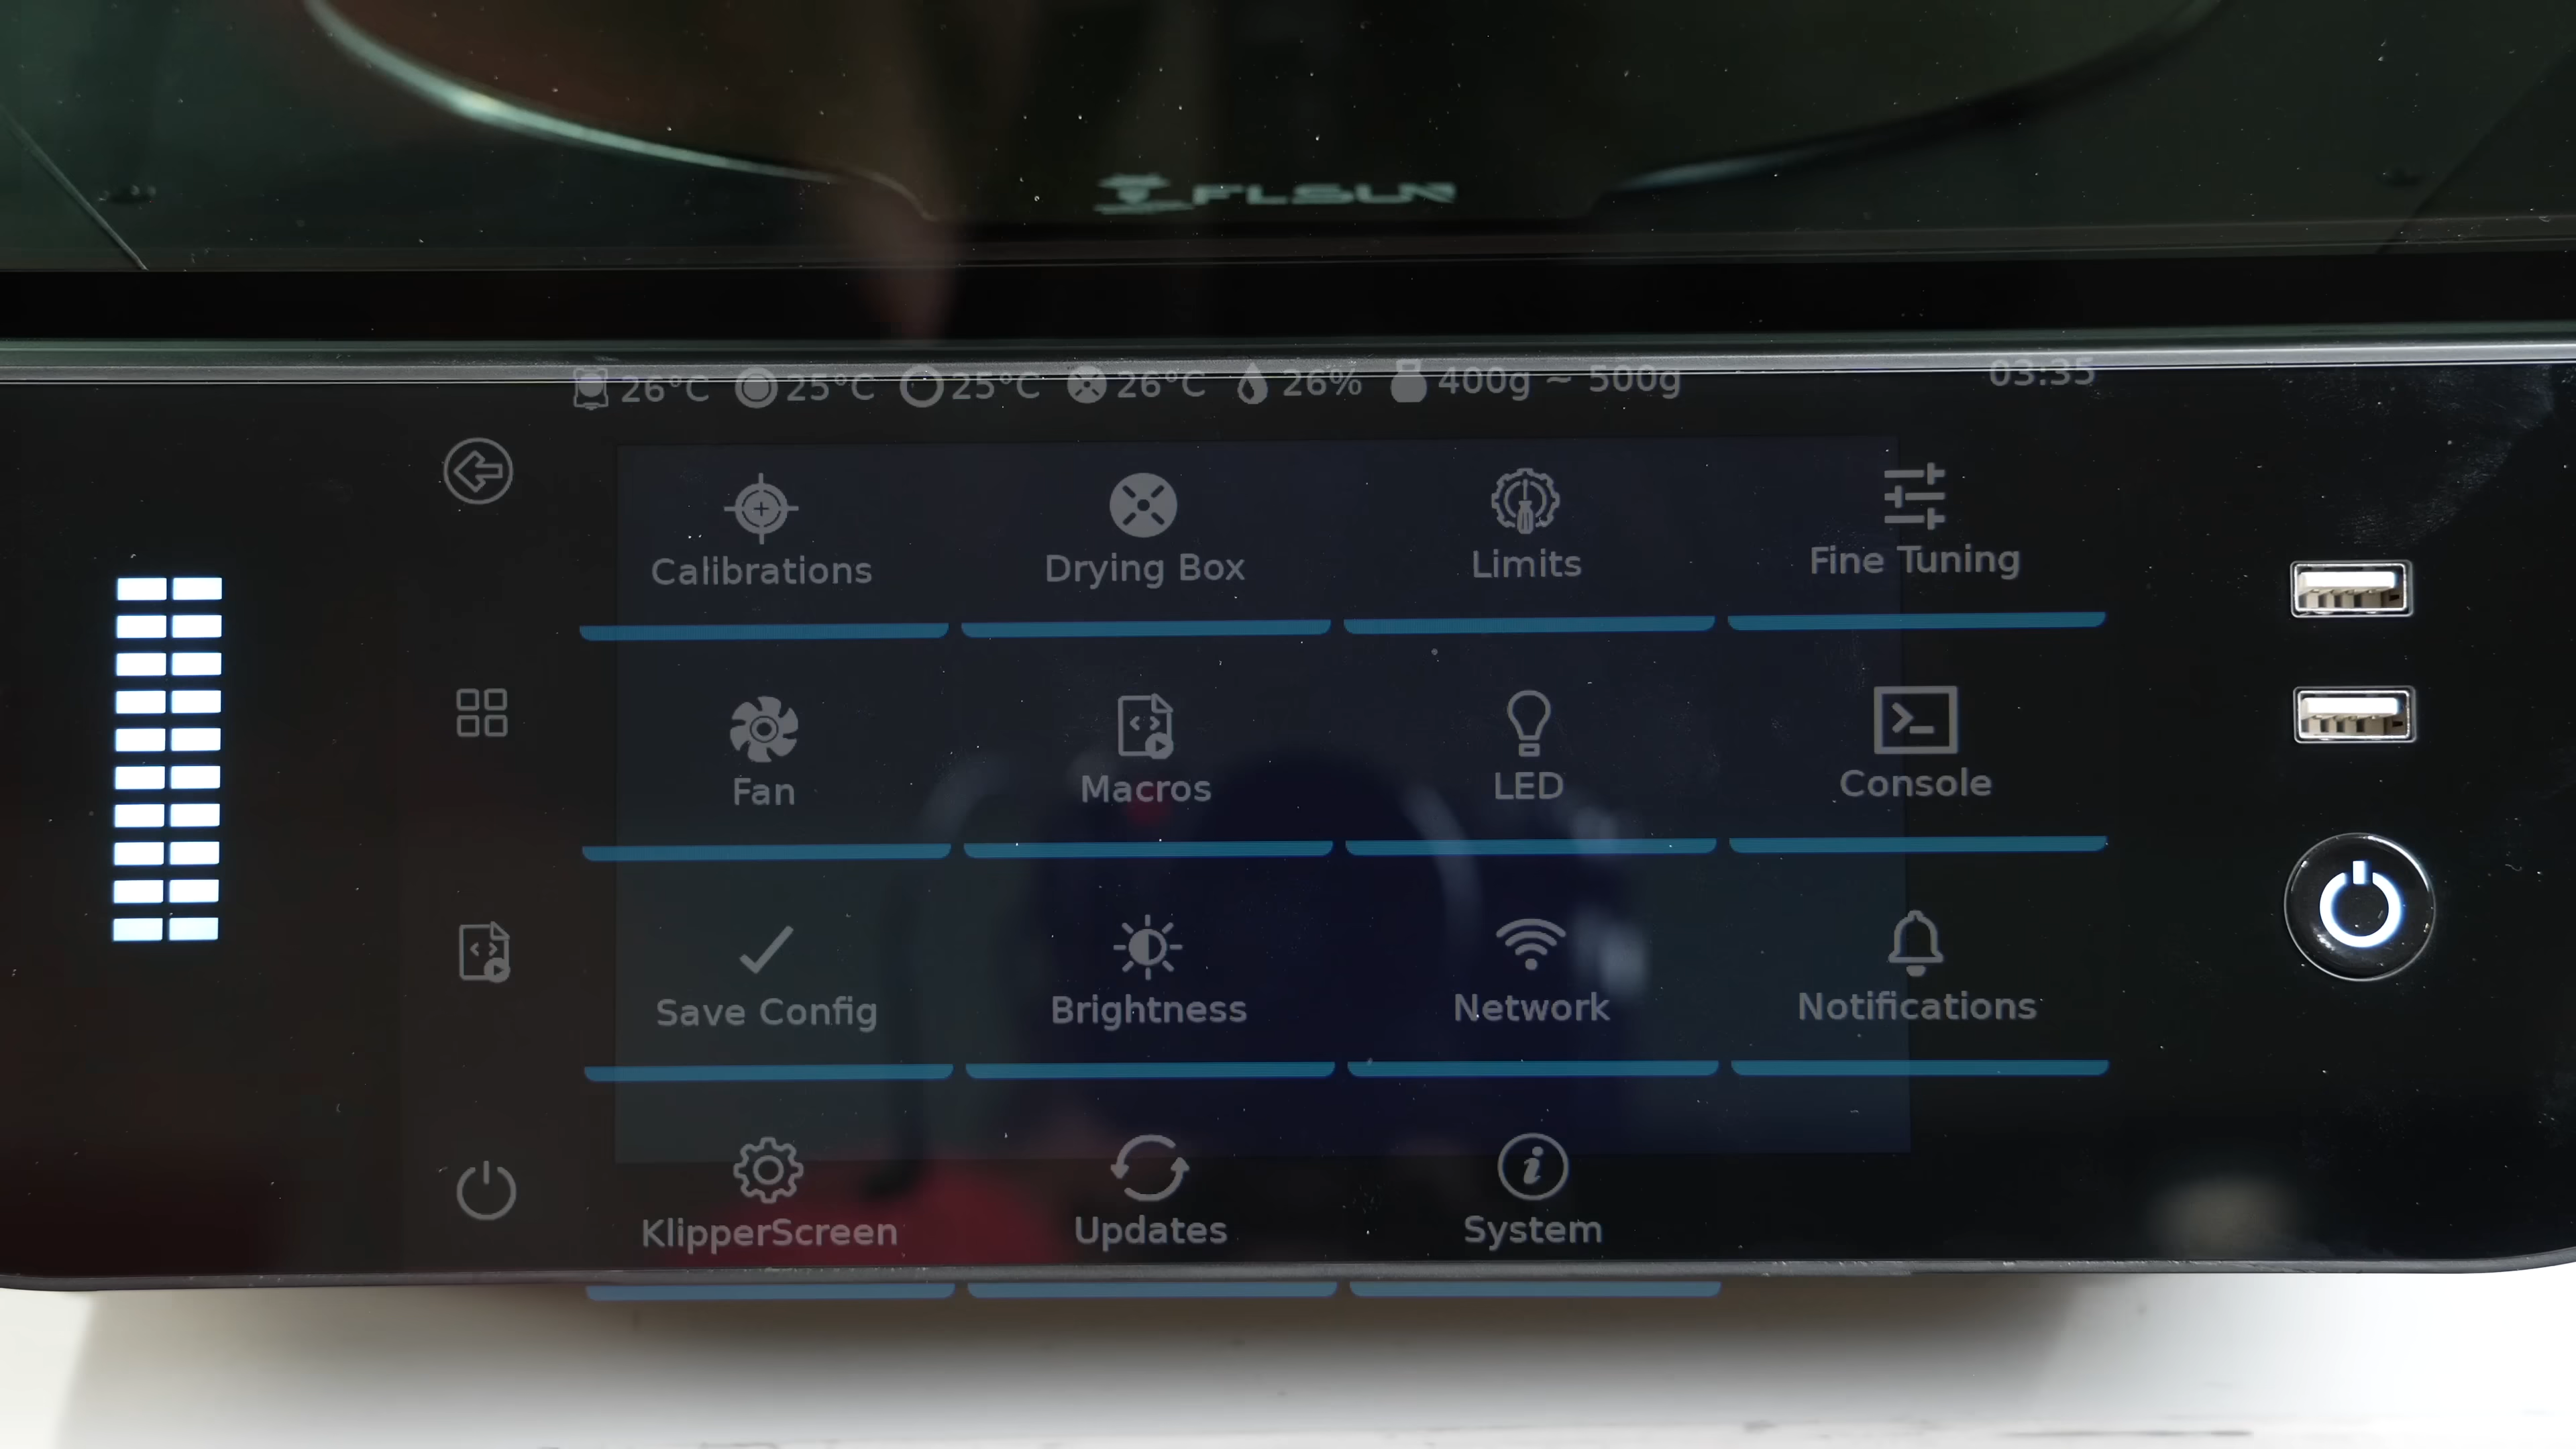 FLSUN
26°C 25°C 25°C 26°C 26% 400g ~ 500g 03:35
Calibrations Drying Box Limits Fine Tuning
Fan Macros LED Console
Save Config Brightness Network Notifications
KlipperScreen Updates System